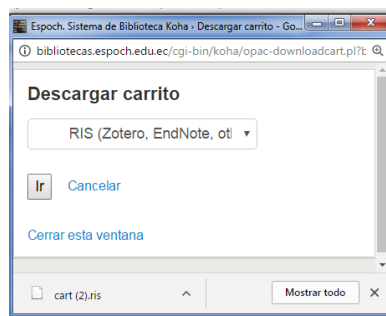 Espoch. Sistema de Biblioteca Koha › Descargar carrito - Go...
bibliotecas.espoch.edu.ec/cgi-bin/koha/opac-downloadcart.pl?b
Descargar carrito
RIS (Zotero, EndNote, otl
Ir Cancelar
Cerrar esta ventana
cart (2).ris Mostrar todo